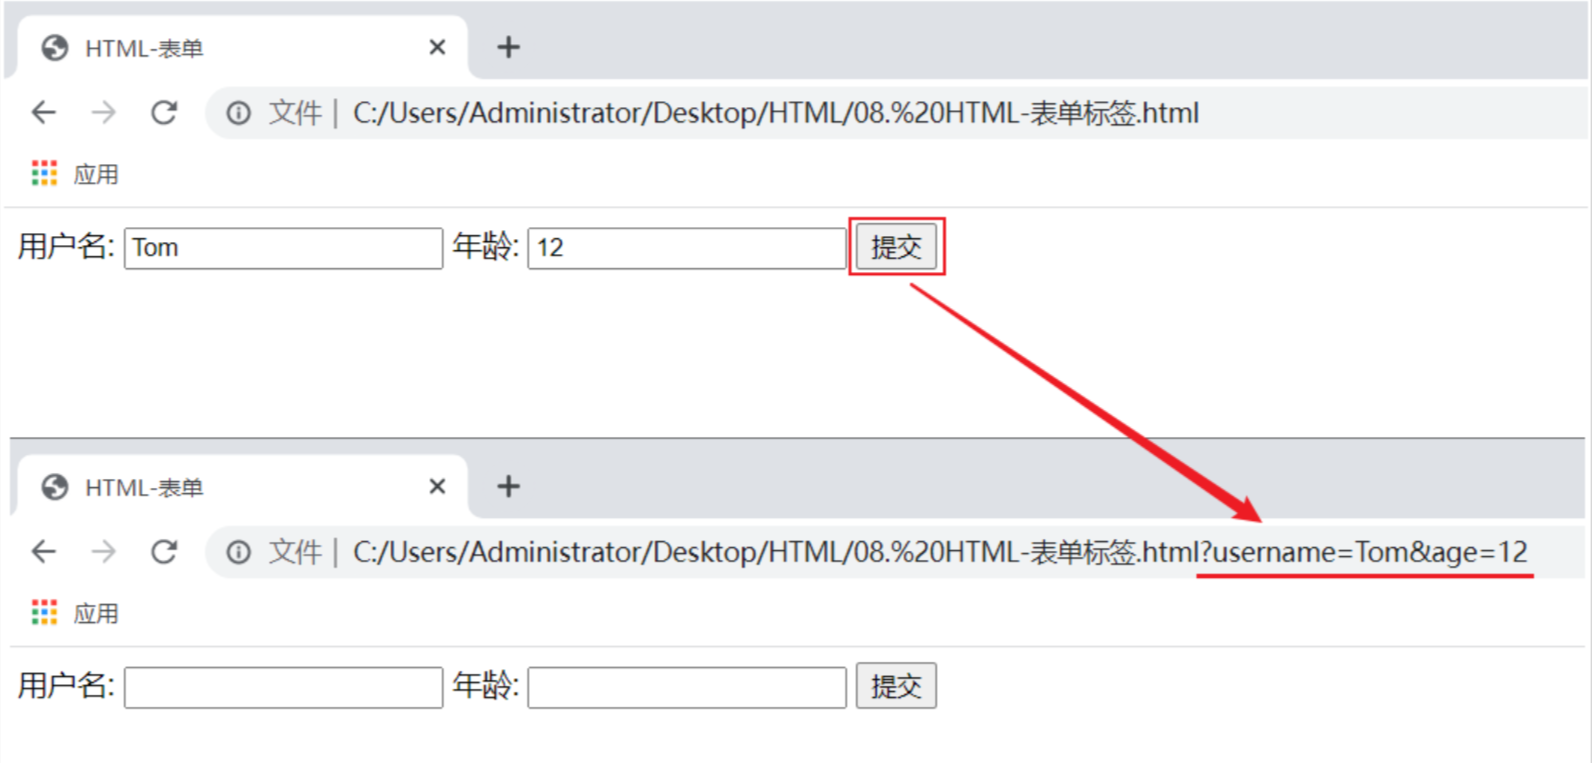 HTML-表单
文件 | C:/Users/Administrator/Desktop/HTML/08.%20HTML-表单标签.html
应用
用户名: Tom 年龄: 12 提交
HTML-表单
文件 | C:/Users/Administrator/Desktop/HTML/08.%20HTML-表单标签.html?username=Tom&age=12
应用
用户名: 年龄: 提交